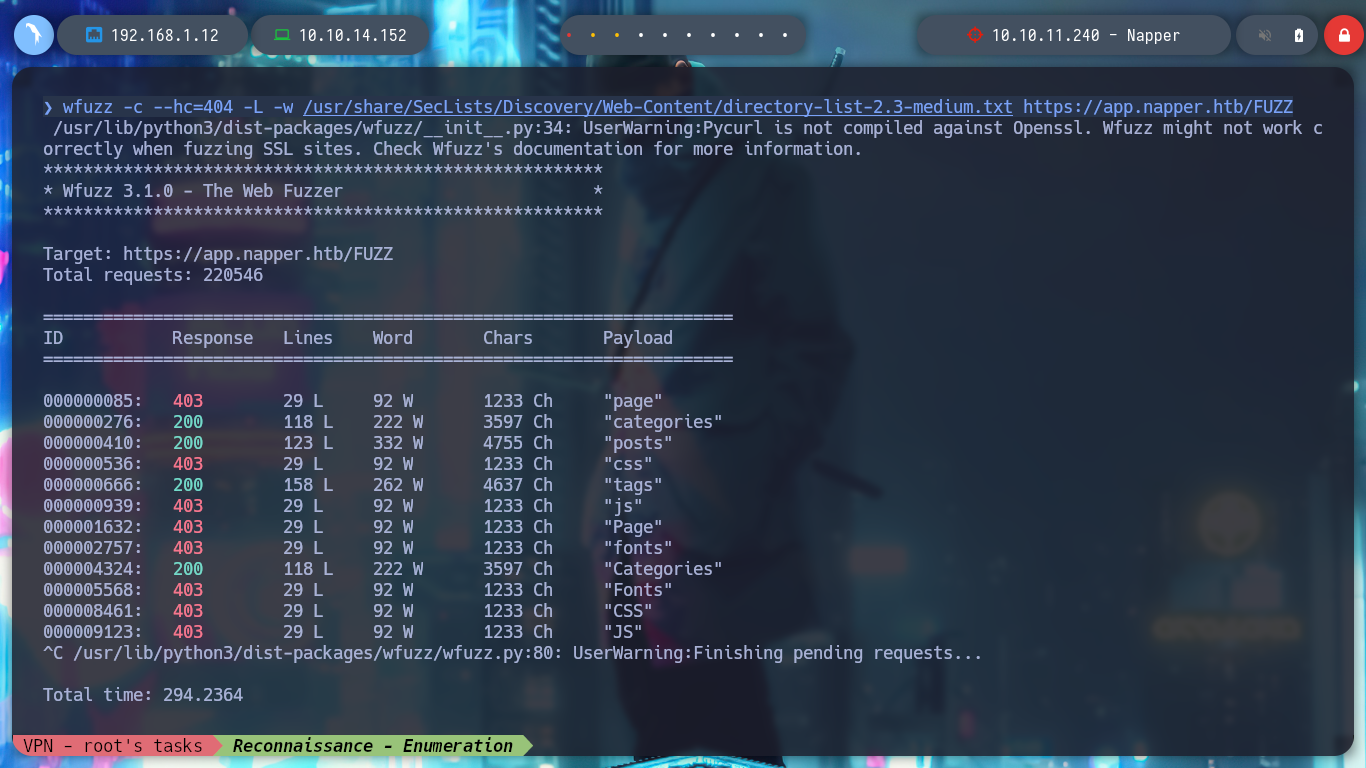 192.168.1.12 10.10.14.152 10.10.11.240 - Napper
❯ wfuzz -c --hc=404 -L -w /usr/share/SecLists/Discovery/Web-Content/directory-list-2.3-medium.txt https://app.napper.htb/FUZZ
/usr/lib/python3/dist-packages/wfuzz/__init__.py:34: UserWarning:Pycurl is not compiled against Openssl. Wfuzz might not work c
orrectly when fuzzing SSL sites. Check Wfuzz's documentation for more information.
********************************************************
* Wfuzz 3.1.0 - The Web Fuzzer                         *
********************************************************
Target: https://app.napper.htb/FUZZ
Total requests: 220546
=====================================================================
ID           Response   Lines    Word       Chars       Payload
=====================================================================
000000085:   403        29 L     92 W       1233 Ch     "page"
000000276:   200        118 L    222 W      3597 Ch     "categories"
000000410:   200        123 L    332 W      4755 Ch     "posts"
000000536:   403        29 L     92 W       1233 Ch     "css"
000000666:   200        158 L    262 W      4637 Ch     "tags"
000000939:   403        29 L     92 W       1233 Ch     "js"
000001632:   403        29 L     92 W       1233 Ch     "Page"
000002757:   403        29 L     92 W       1233 Ch     "fonts"
000004324:   200        118 L    222 W      3597 Ch     "Categories"
000005568:   403        29 L     92 W       1233 Ch     "Fonts"
000008461:   403        29 L     92 W       1233 Ch     "CSS"
000009123:   403        29 L     92 W       1233 Ch     "JS"
^C /usr/lib/python3/dist-packages/wfuzz/wfuzz.py:80: UserWarning:Finishing pending requests...
Total time: 294.2364
VPN - root's tasks Reconnaissance - Enumeration